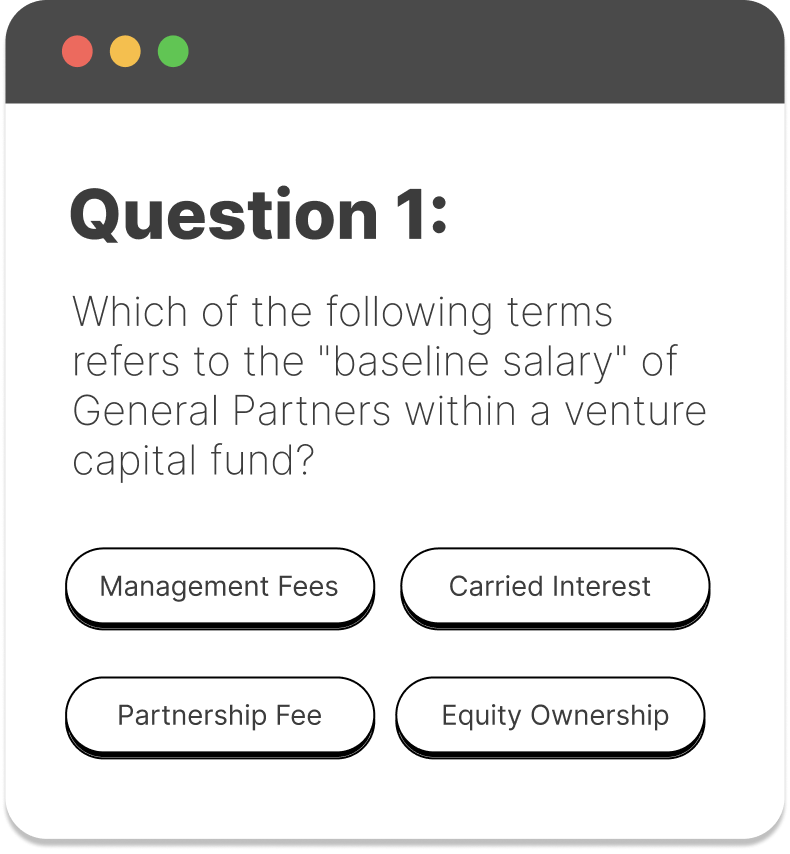 Question 1:
Which of the following terms
refers to the "baseline salary" of
General Partners within a venture
capital fund?
Management Fees
Carried Interest
Partnership Fee
Equity Ownership